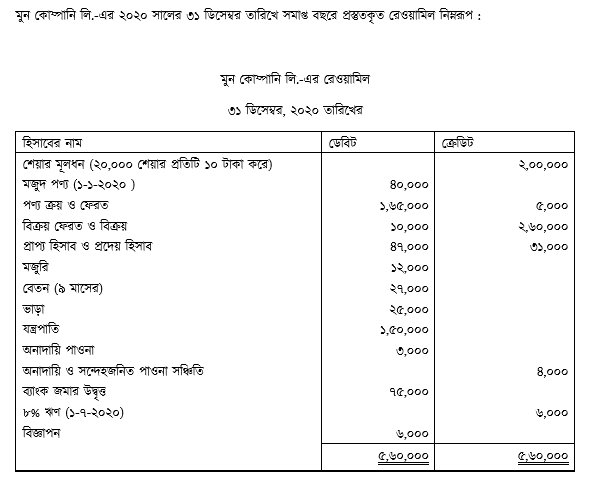 মুন কোম্পানি লি.-এর ২০২০ সালের ৩১ ডিসেম্বর তারিখে সমাপ্ত বছরে প্রস্তুতকৃত রেওয়ামিল নিম্নরূপ :
মুন কোম্পানি লি.-এর রেওয়ামিল
৩১ ডিসেম্বর, ২০২০ তারিখের
হিসাবের নাম ডেবিট ক্রেডিট
শেয়ার মূলধন (২০,০০০ শেয়ার প্রতিটি ১০ টাকা করে) ২,০০,০০০
মজুদ পণ্য (১-১-২০২০ ) ৪০,০০০
পণ্য ক্রয় ও ফেরত ১,৬৫,০০০ ৫,০০০
বিক্রয় ফেরত ও বিক্রয় ১০,০০০ ২,৬০,০০০
প্রাপ্য হিসাব ও প্রদেয় হিসাব ৪৭,০০০ ৩১,০০০
মজুরি ১২,০০০
বেতন (৯ মাসের) ২৭,০০০
ভাড়া ২৫,০০০
যন্ত্রপাতি ১,৫০,০০০
অনাদায়ি পাওনা ৩,০০০
অনাদায়ি ও সন্দেহজনিত পাওনা সঞ্চিতি ৪,০০০
ব্যাংক জমার উদ্বৃত্ত ৭৫,০০০
৮% ঋণ (১-৭-২০২০) ৬,০০০
বিজ্ঞাপন ৬,০০০
৫,৬০,০০০ ৫,৬০,০০০